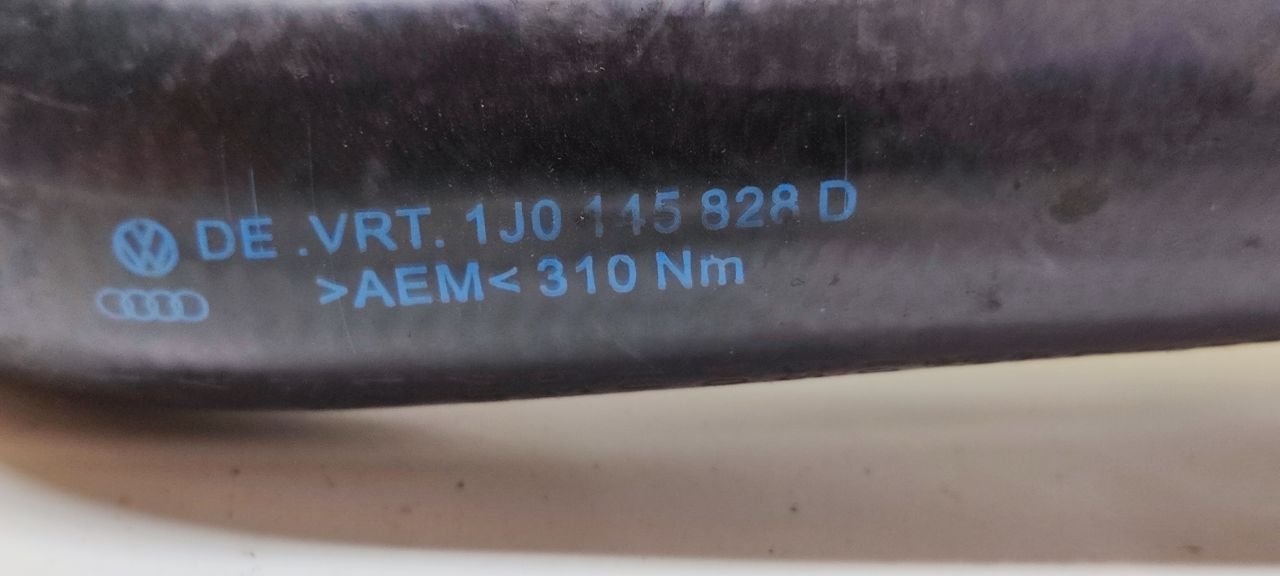 DE .VRT. 1J0 145 828 D
>AEM< 310 Nm